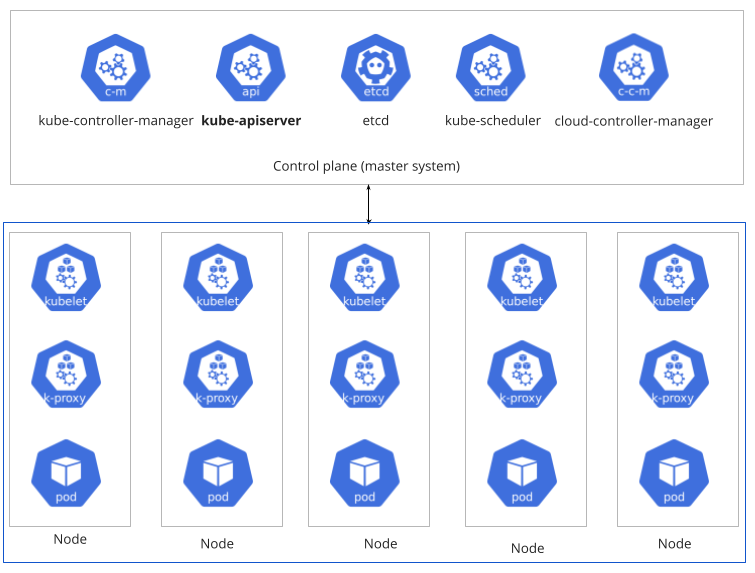 c-m api etcd sched c-c-m
kube-controller-manager kube-apiserver etcd kube-scheduler cloud-controller-manager
Control plane (master system)
kubelet kubelet kubelet kubelet kubelet
k-proxy k-proxy k-proxy k-proxy k-proxy
pod pod pod pod pod
Node Node Node Node Node